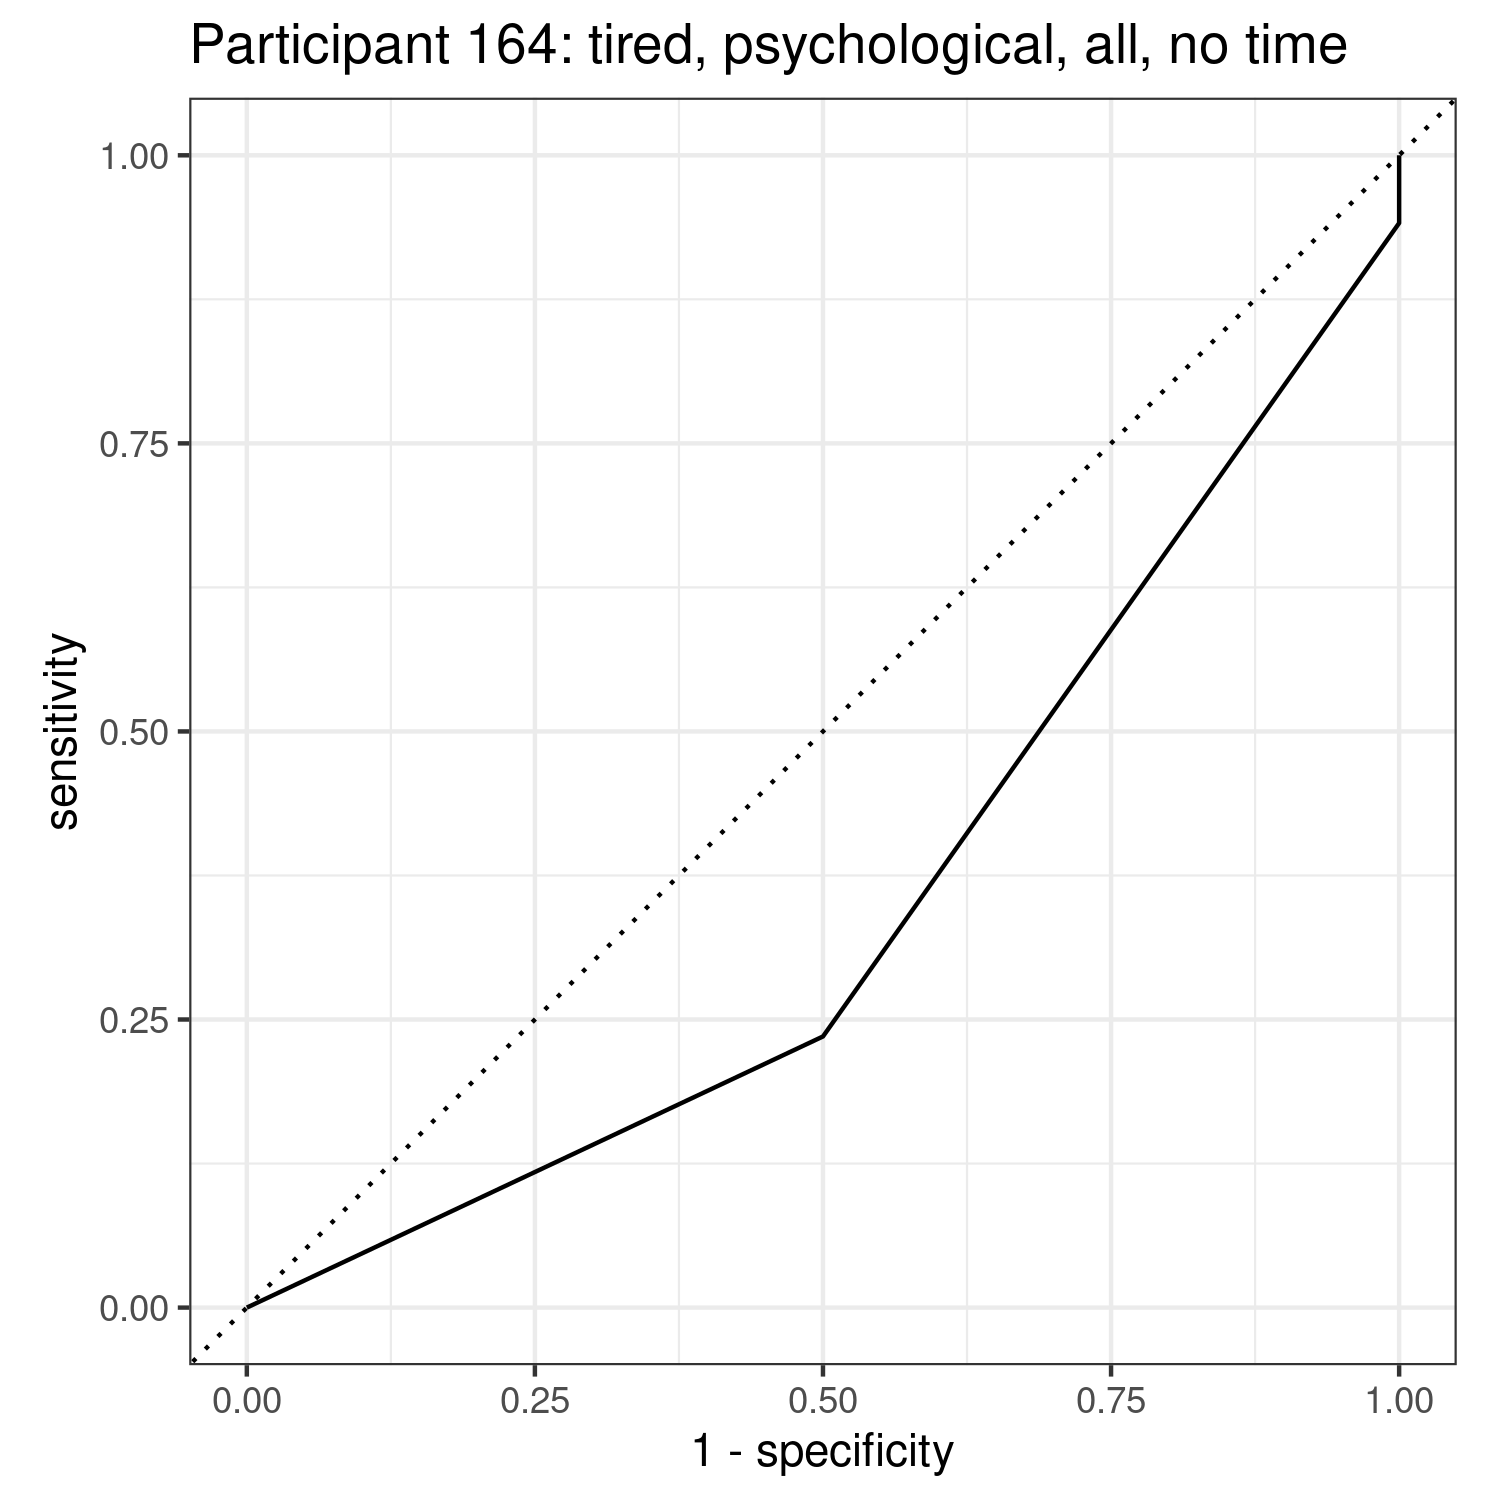 Participant 164: tired, psychological, all, no time
sensitivity
1.00
0.75
0.50
0.25
0.00
0.00 0.25 0.50 0.75 1.00
1 - specificity